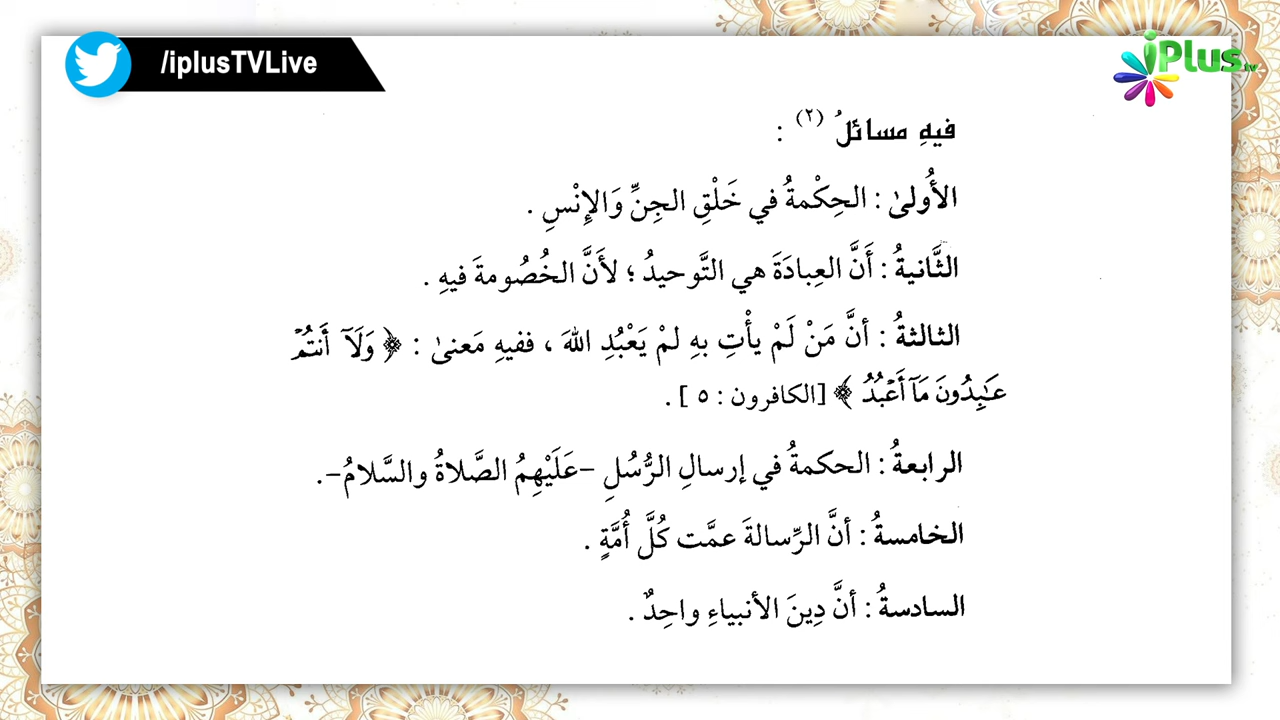 /iplusTVLive
iPlus.tv
فيهِ مسائلُ (٢) :
الأُولىٰ : الحِكْمةُ في خَلْقِ الجِنِّ وَالإِنْسِ .
الثَّانيةُ : أَنَّ العِبادَةَ هي التَّوحيدُ ؛ لأَنَّ الخُصُومةَ فيهِ .
الثالثةُ : أنَّ مَنْ لَمْ يأْتِ بهِ لمْ يَعْبُدِ اللهَ ، ففيهِ مَعنىٰ : ﴿ وَلَآ أَنتُمْ
عَٰبِدُونَ مَآ أَعْبُدُ ﴾ [الكافرون : ٥ ] .
الرابعةُ : الحكمةُ في إرسالِ الرُّسُلِ –عَلَيْهِمُ الصَّلاةُ والسَّلامُ–.
الخامسةُ : أنَّ الرِّسالةَ عمَّت كُلَّ أُمَّةٍ .
السادسةُ : أنَّ دِينَ الأنبياءِ واحِدٌ .